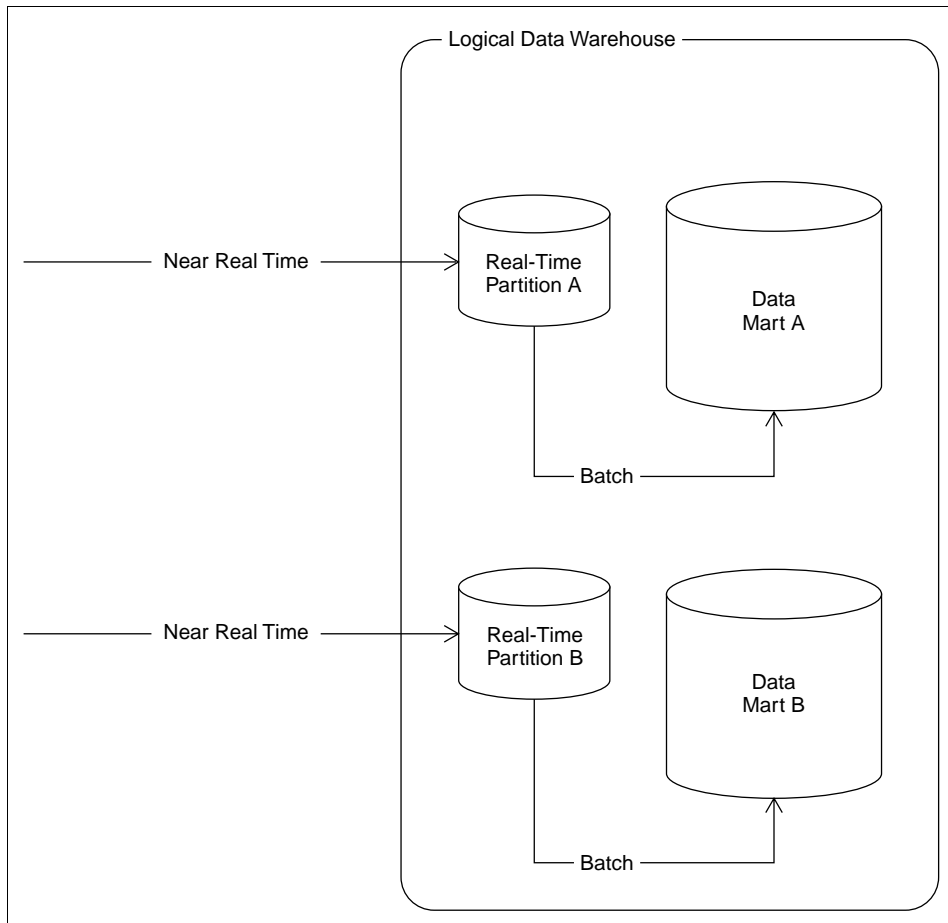 Logical Data Warehouse
Near Real Time
Real-Time
Partition A
Data
Mart A
Batch
Near Real Time
Real-Time
Partition B
Data
Mart B
Batch